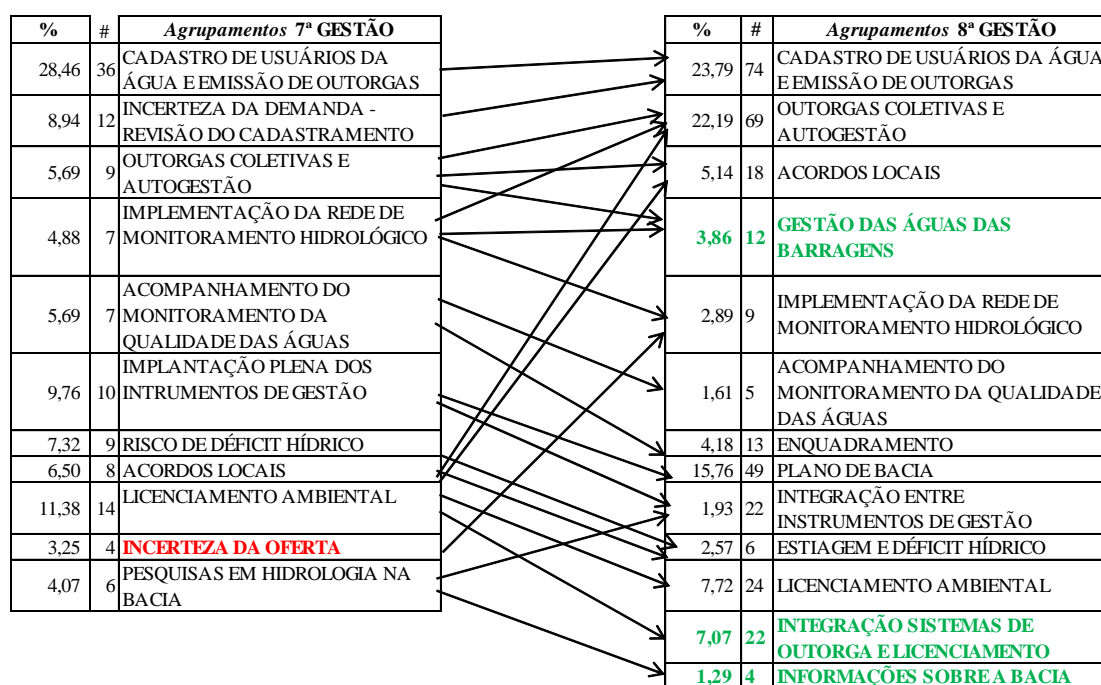 % # Agrupamentos 7ª GESTÃO
28,46 36 CADASTRO DE USUÁRIOS DA
ÁGUA E EMISSÃO DE OUTORGAS
8,94 12 INCERTEZA DA DEMANDA -
REVISÃO DO CADASTRAMENTO
5,69 9 OUTORGAS COLETIVAS E
AUTOGESTÃO
4,88 7 IMPLEMENTAÇÃO DA REDE DE
MONITORAMENTO HIDROLÓGICO
5,69 7 ACOMPANHAMENTO DO
MONITORAMENTO DA
QUALIDADE DAS ÁGUAS
9,76 10 IMPLANTAÇÃO PLENA DOS
INTRUMENTOS DE GESTÃO
7,32 9 RISCO DE DÉFICIT HÍDRICO
6,50 8 ACORDOS LOCAIS
11,38 14 LICENCIAMENTO AMBIENTAL
3,25 4 INCERTEZA DA OFERTA
4,07 6 PESQUISAS EM HIDROLOGIA NA
BACIA
% # Agrupamentos 8ª GESTÃO
23,79 74 CADASTRO DE USUÁRIOS DA ÁGUA
E EMISSÃO DE OUTORGAS
22,19 69 OUTORGAS COLETIVAS E
AUTOGESTÃO
5,14 18 ACORDOS LOCAIS
3,86 12 GESTÃO DAS ÁGUAS DAS
BARRAGENS
2,89 9 IMPLEMENTAÇÃO DA REDE DE
MONITORAMENTO HIDROLÓGICO
1,61 5 ACOMPANHAMENTO DO
MONITORAMENTO DA QUALIDADE
DAS ÁGUAS
4,18 13 ENQUADRAMENTO
15,76 49 PLANO DE BACIA
1,93 22 INTEGRAÇÃO ENTRE
INSTRUMENTOS DE GESTÃO
2,57 6 ESTIAGEM E DÉFICIT HÍDRICO
7,72 24 LICENCIAMENTO AMBIENTAL
7,07 22 INTEGRAÇÃO SISTEMAS DE
OUTORGA E LICENCIAMENTO
1,29 4 INFORMAÇÕES SOBRE A BACIA